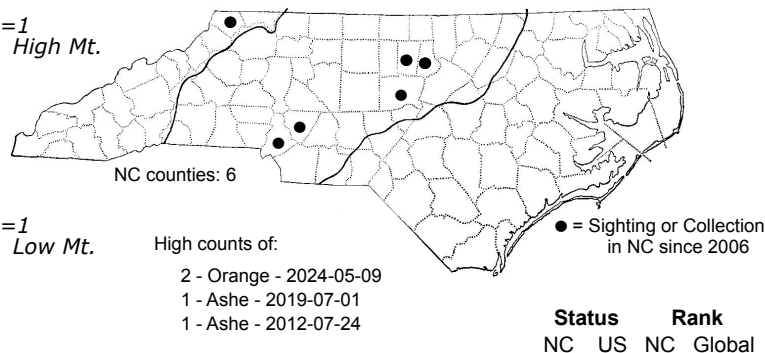 =1
High Mt.
NC counties: 6
=1
Low Mt.
High counts of:
2 - Orange - 2024-05-09
1 - Ashe - 2019-07-01
1 - Ashe - 2012-07-24
● = Sighting or Collection
in NC since 2006
Status Rank
NC US NC Global